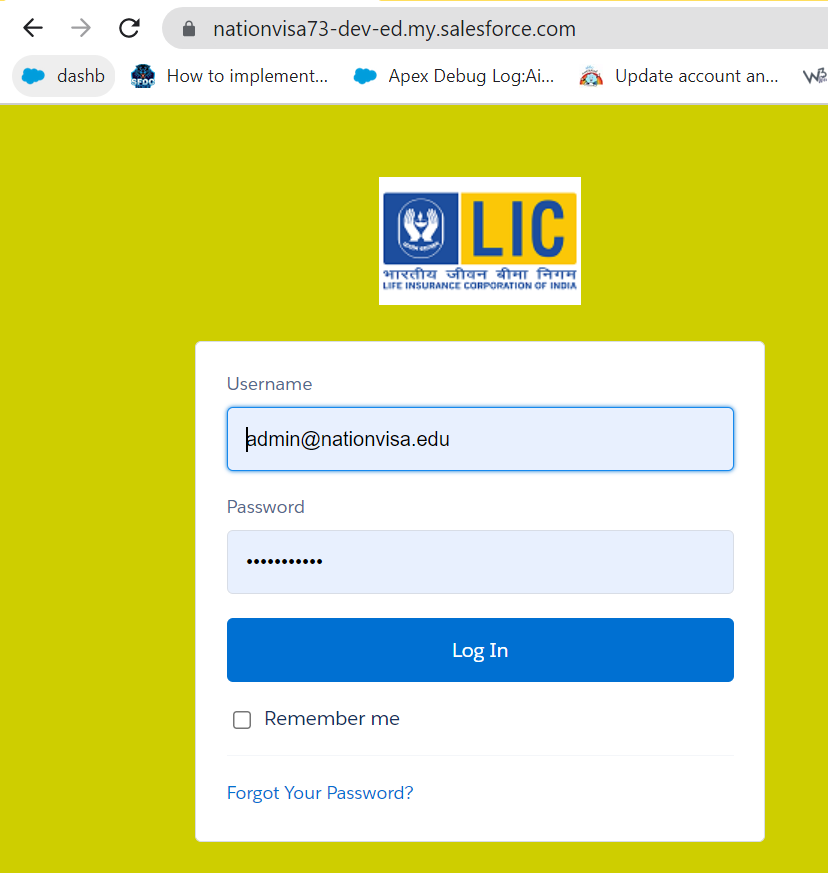 nationvisa73-dev-ed.my.salesforce.com
dashb
SFDC
How to implement...
Apex Debug Log:Ai...
Update account an...
LIC
भारतीय जीवन बीमा निगम
LIFE INSURANCE CORPORATION OF INDIA
Username
admin@nationvisa.edu
Password
•••••••••••
Log In
Remember me
Forgot Your Password?